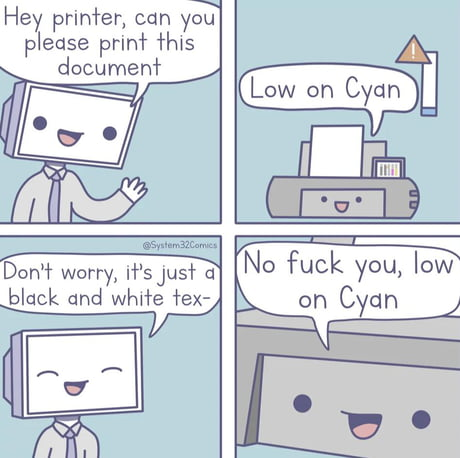 Hey printer, can you
please print this
document
Low on Cyan
!
@System32Comics
Don't worry, it's just a
black and white tex-
No fuck you, low
on Cyan